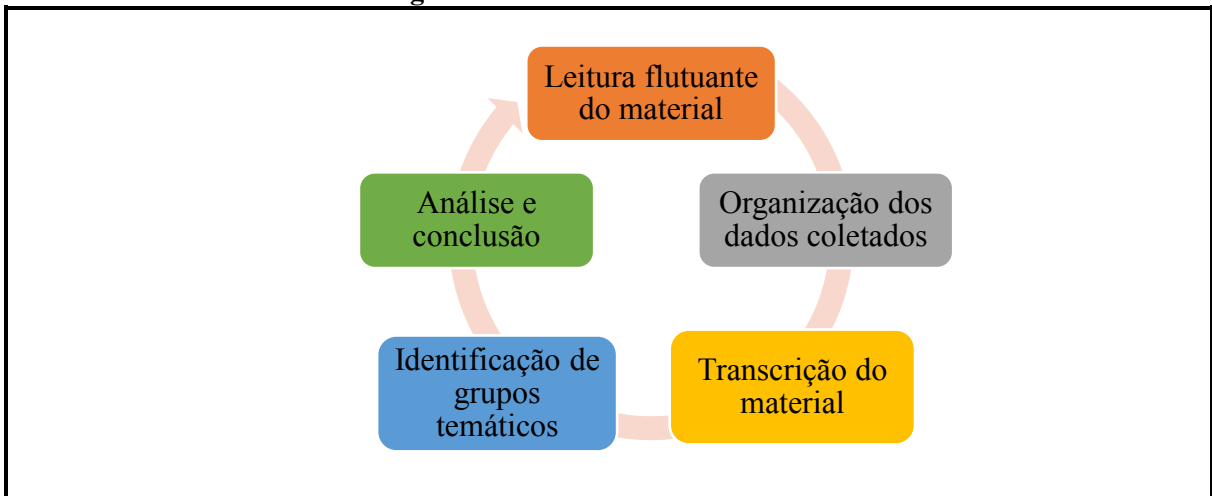 Leitura flutuante
do material
Organização dos
dados coletados
Transcrição do
material
Identificação de
grupos
temáticos
Análise e
conclusão